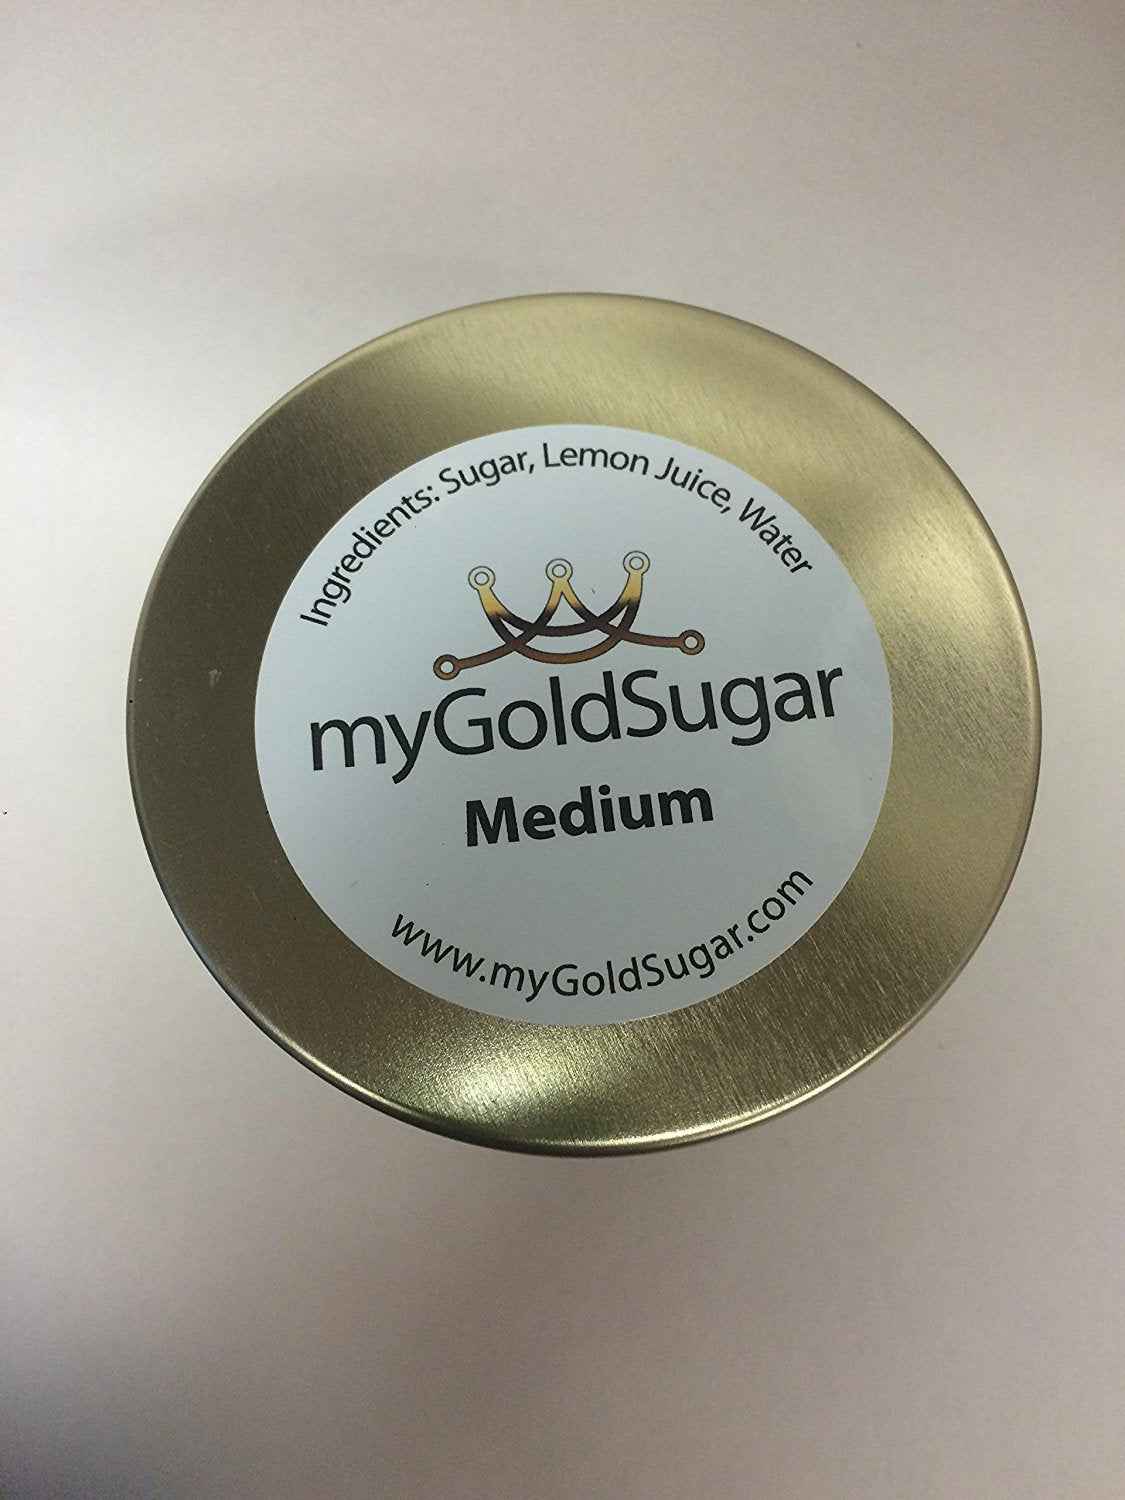 Ingredients: Sugar, Lemon Juice, Water
myGoldSugar
Medium
www.myGoldSugar.com